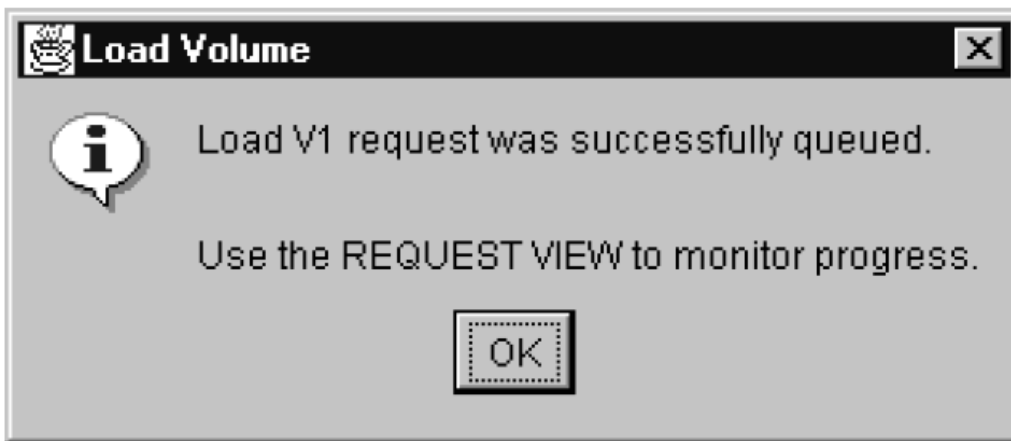 Load Volume
Load V1 request was successfully queued.
Use the REQUEST VIEW to monitor progress.
OK